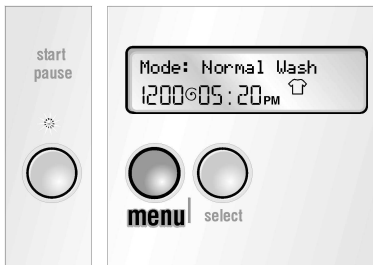 start
pause
Mode: Normal Wash
1200 05:20PM
menu
select